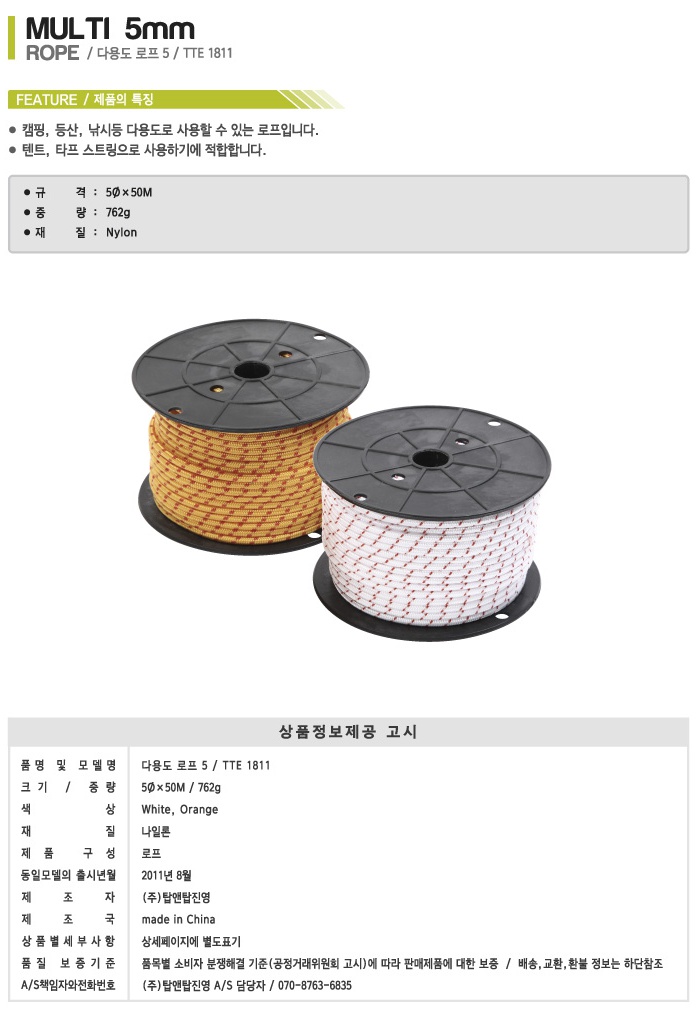 MULTI 5mm
ROPE / 다용도 로프 5 / TTE 1811
FEATURE / 제품의 특징
● 캠핑, 등산, 낚시등 다용도로 사용할 수 있는 로프입니다.
● 텐트, 타프 스트링으로 사용하기에 적합합니다.
● 규 격 : 5Ø×50M
● 중 량 : 762g
● 재 질 : Nylon
상품정보제공 고시
품명 및 모델명 다용도 로프 5 / TTE 1811
크기 / 중량 5Ø×50M / 762g
색 상 White, Orange
재 질 나일론
제품 구성 로프
동일모델의 출시년월 2011년 8월
제 조 자 (주)탑앤탑진영
제 조 국 made in China
상품별세부사항 상세페이지에 별도표기
품질 보증기준 품목별 소비자 분쟁해결 기준(공정거래위원회 고시)에 따라 판매제품에 대한 보증 / 배송,교환,환불 정보는 하단참조
A/S책임자와전화번호 (주)탑앤탑진영 A/S 담당자 / 070-8763-6835